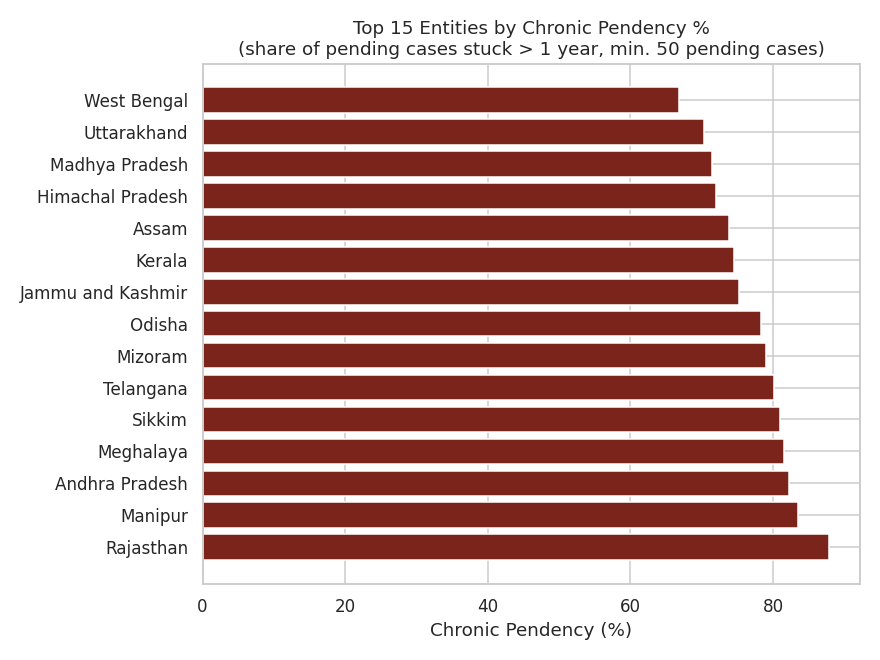 Top 15 Entities by Chronic Pendency %
(share of pending cases stuck > 1 year, min. 50 pending cases)
West Bengal
Uttarakhand
Madhya Pradesh
Himachal Pradesh
Assam
Kerala
Jammu and Kashmir
Odisha
Mizoram
Telangana
Sikkim
Meghalaya
Andhra Pradesh
Manipur
Rajasthan
0 20 40 60 80
Chronic Pendency (%)